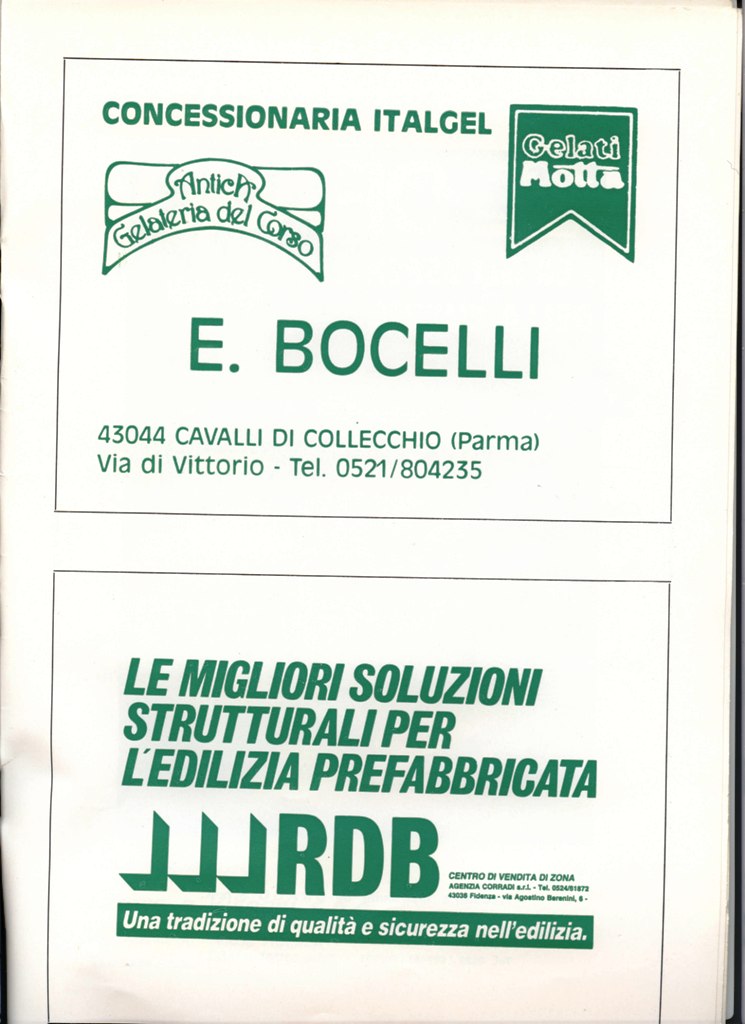 CONCESSIONARIA ITALGEL
Gelati
Motta
Antica
Gelateria del Corso
E. BOCELLI
43044 CAVALLI DI COLLECCHIO (Parma)
Via di Vittorio - Tel. 0521/804235
LE MIGLIORI SOLUZIONI
STRUTTURALI PER
L'EDILIZIA PREFABBRICATA
RDB
CENTRO DI VENDITA DI ZONA
AGENZIA CORRADI s.r.l. - Tel. 0524/81872
43036 Fidenza - via Agostino Berenini, 6 -
Una tradizione di qualità e sicurezza nell'edilizia.